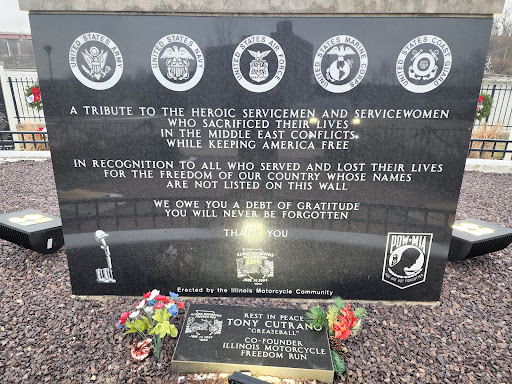 UNITED STATES ARMY
UNITED STATES NAVY
UNITED STATES AIR FORCE
UNITED STATES MARINE CORPS
UNITED STATES COAST GUARD
A TRIBUTE TO THE HEROIC SERVICEMEN AND SERVICEWOMEN
WHO SACRIFICED THEIR LIVES
IN THE MIDDLE EAST CONFLICTS
WHILE KEEPING AMERICA FREE
IN RECOGNITION TO ALL WHO SERVED AND LOST THEIR LIVES
FOR THE FREEDOM OF OUR COUNTRY WHOSE NAMES
ARE NOT LISTED ON THIS WALL
WE OWE YOU A DEBT OF GRATITUDE
YOU WILL NEVER BE FORGOTTEN
THANK YOU
POW★MIA
Erected by the Illinois Motorcycle Community
REST IN PEACE
TONY CUTRANO
"GREASEBALL"
CO-FOUNDER
ILLINOIS MOTORCYCLE
FREEDOM RUN